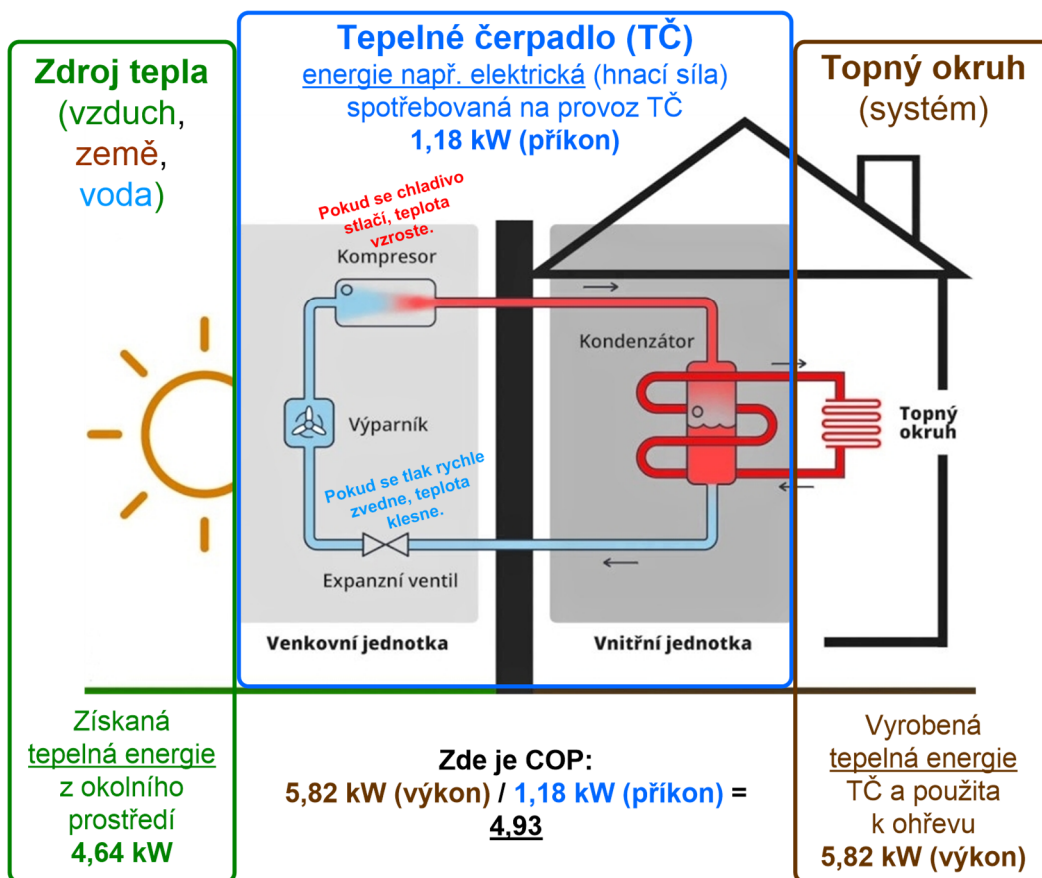 Zdroj tepla
(vzduch,
země,
voda)
Tepelné čerpadlo (TČ)
energie např. elektrická (hnací síla)
spotřebovaná na provoz TČ
1,18 kW (příkon)
Topný okruh
(systém)
Pokud se chladivo
stlačí, teplota
vzroste.
Kompresor
Kondenzátor
Výparník
Topný
okruh
Pokud se tlak rychle
zvedne, teplota
klesne.
Expanzní ventil
Venkovní jednotka
Vnitřní jednotka
Získaná
tepelná energie
z okolního
prostředí
4,64 kW
Zde je COP:
5,82 kW (výkon) / 1,18 kW (příkon) =
4,93
Vyrobená
tepelná energie
TČ a použita
k ohřevu
5,82 kW (výkon)